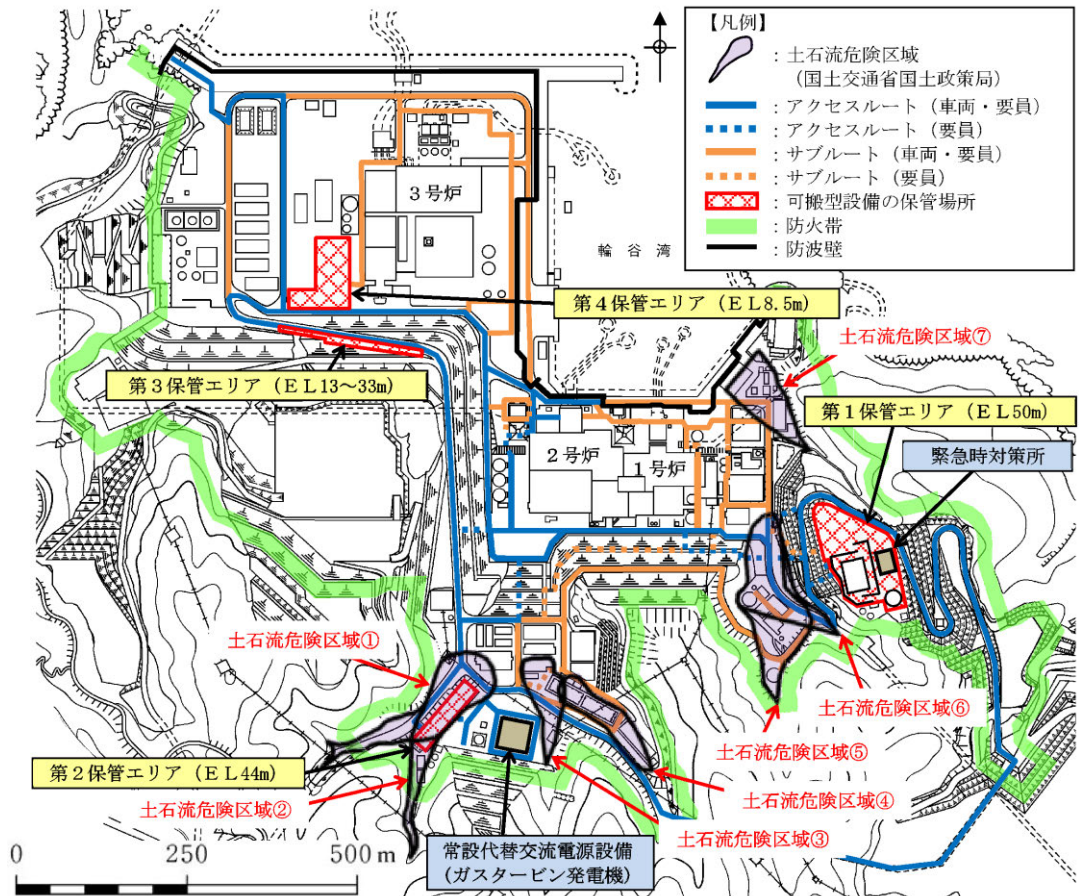 【凡例】
：土石流危険区域
（国土交通省国土政策局）
：アクセスルート（車両・要員）
：アクセスルート（要員）
：サブルート（車両・要員）
：サブルート（要員）
：可搬型設備の保管場所
：防火帯
：防波壁
3号炉
輪谷湾
第4保管エリア（EL8.5m）
土石流危険区域⑦
第3保管エリア（EL13～33m）
第1保管エリア（EL50m）
緊急時対策所
2号炉
1号炉
土石流危険区域①
土石流危険区域⑥
土石流危険区域⑤
第2保管エリア（EL44m）
土石流危険区域②
土石流危険区域④
土石流危険区域③
常設代替交流電源設備
（ガスタービン発電機）
0 250 500 m